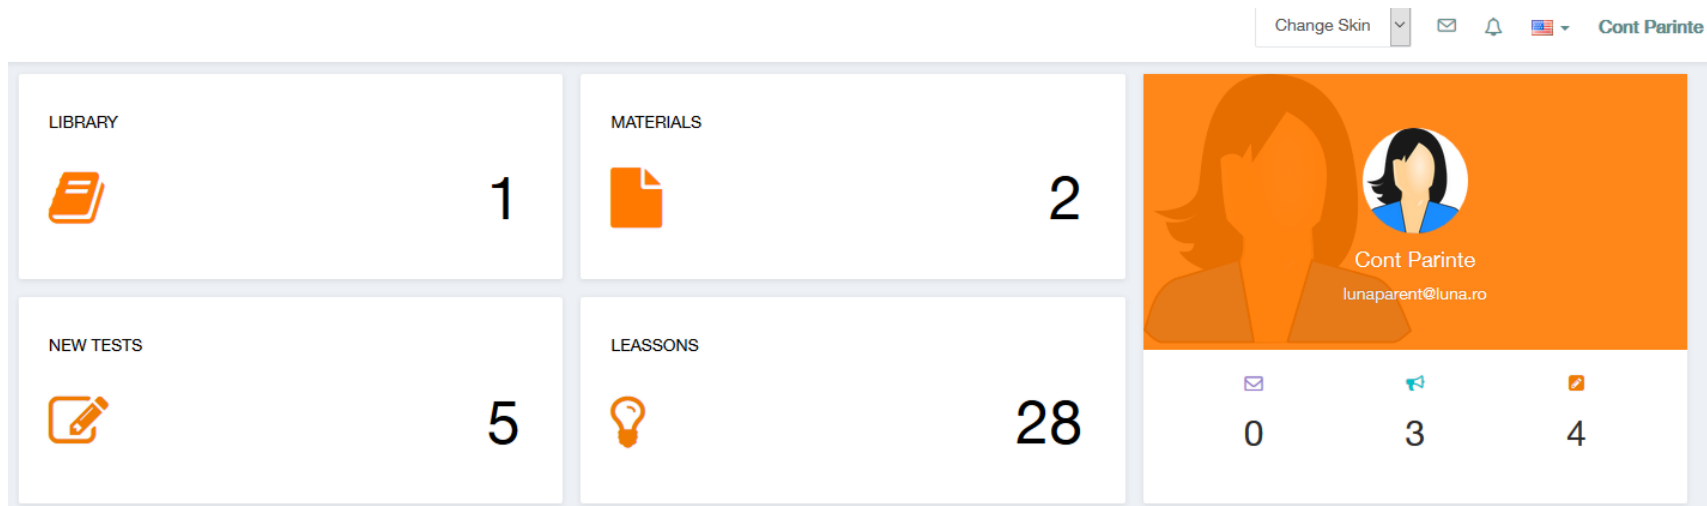 Change Skin
Cont Parinte
LIBRARY
1
MATERIALS
2
Cont Parinte
lunaparent@luna.ro
NEW TESTS
5
LEASSONS
28
0
3
4